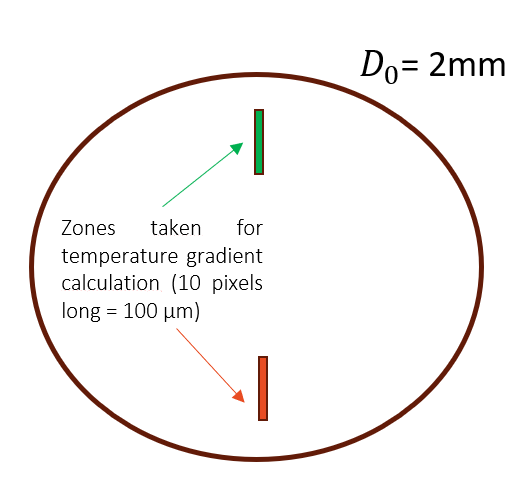 D₀= 2mm
Zones taken for
temperature gradient
calculation (10 pixels
long = 100 µm)